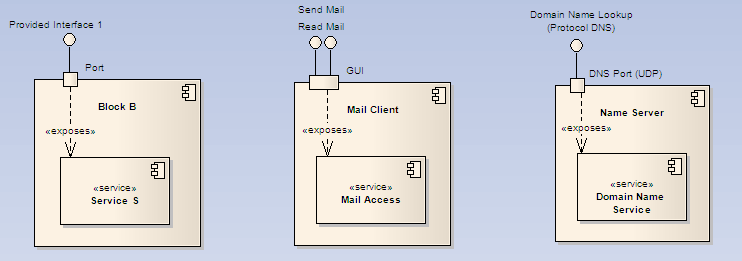 Provided Interface 1
Port
Block B
«exposes»
«service»
Service S
Send Mail
Read Mail
GUI
Mail Client
«exposes»
«service»
Mail Access
Domain Name Lookup
(Protocol DNS)
DNS Port (UDP)
Name Server
«exposes»
«service»
Domain Name
Service